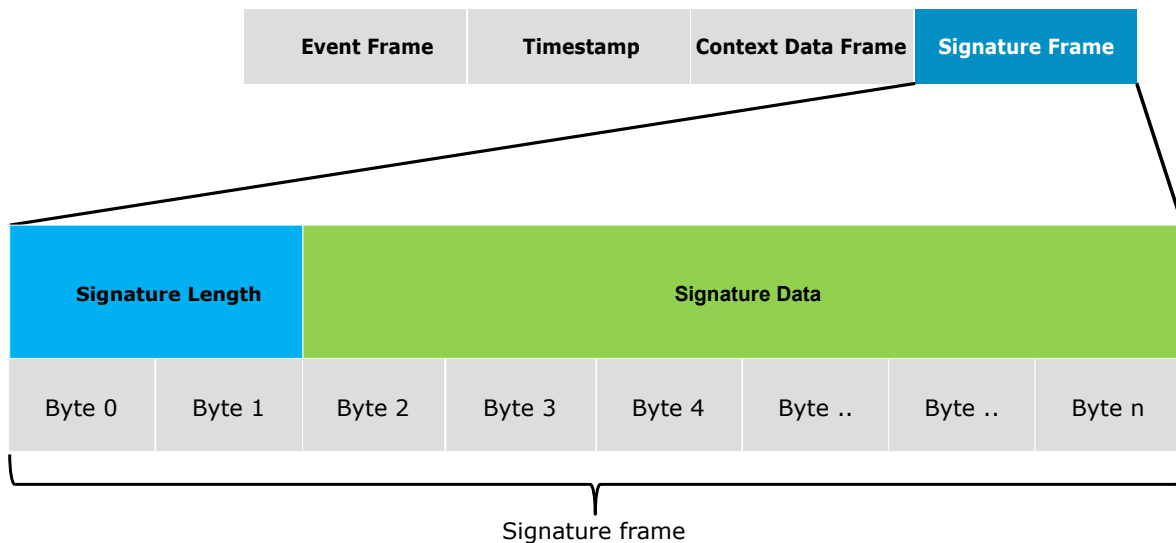 Event Frame Timestamp Context Data Frame Signature Frame
Signature Length Signature Data
Byte 0 Byte 1 Byte 2 Byte 3 Byte 4 Byte .. Byte .. Byte n
Signature frame